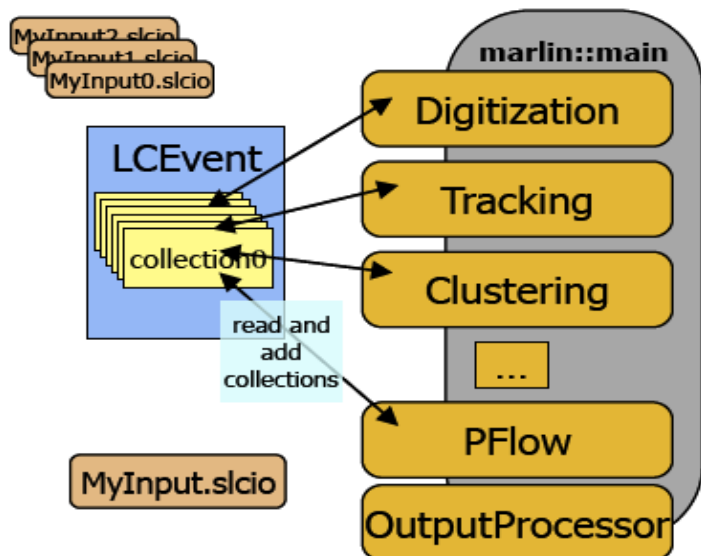 MyInput2.slcio
MyInput1.slcio
MyInput0.slcio
marlin::main
Digitization
LCEvent
Tracking
collection0
Clustering
read and
add
collections
...
PFlow
MyInput.slcio
OutputProcessor